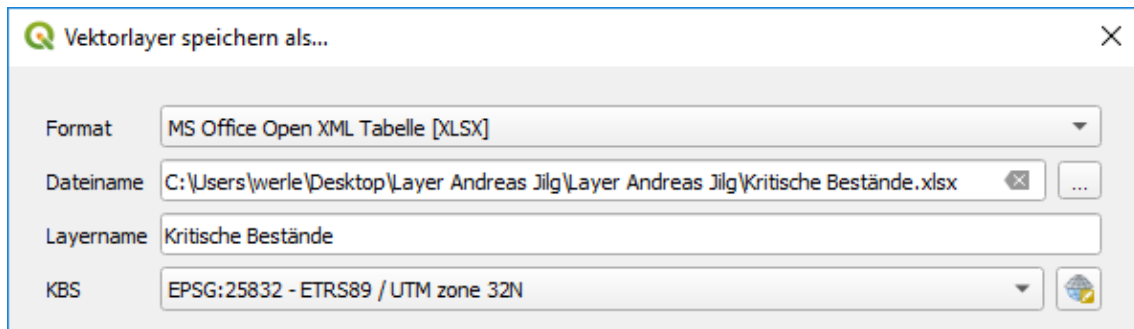 Vektorlayer speichern als...
Format MS Office Open XML Tabelle [XLSX]
Dateiname C:\Users\werle\Desktop\Layer Andreas Jilg\Layer Andreas Jilg\Kritische Bestände.xlsx ...
Layername Kritische Bestände
KBS EPSG:25832 - ETRS89 / UTM zone 32N